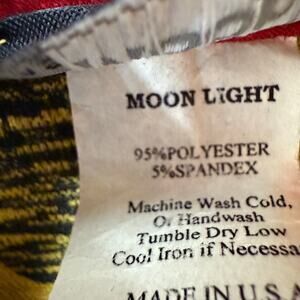 MOON LIGHT
95%POLYESTER
5%SPANDEX
Machine Wash Cold,
Or Handwash
Tumble Dry Low
Cool Iron if Necessa
MADE IN U.S.A